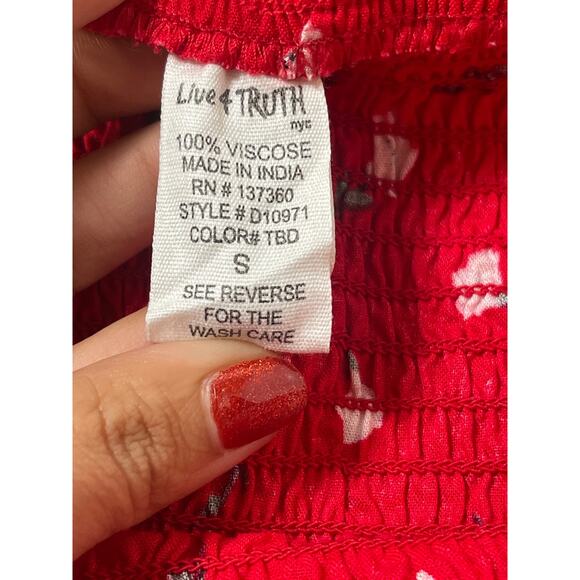 Live 4 TRUTH
nyc
100% VISCOSE
MADE IN INDIA
RN # 137360
STYLE # D10971
COLOR# TBD
S
SEE REVERSE
FOR THE
WASH CARE